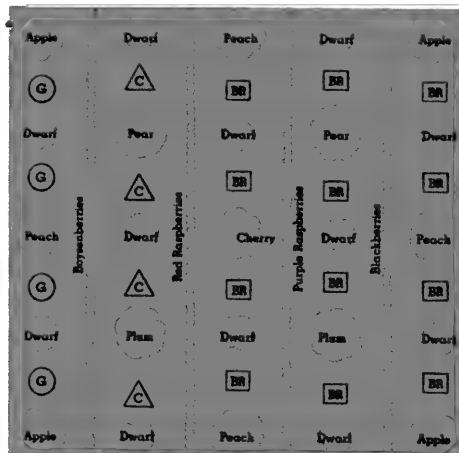 Apple Dwarf Peach Dwarf Apple
G C BR BR BR
Dwarf Pear Dwarf Pear Dwarf
G C BR BR BR
Boysenberries Red Raspberries Purple Raspberries Blackberries
Peach Dwarf Cherry Dwarf Peach
G C BR BR BR
Dwarf Plum Dwarf Plum Dwarf
G C BR BR BR
Apple Dwarf Peach Dwarf Apple